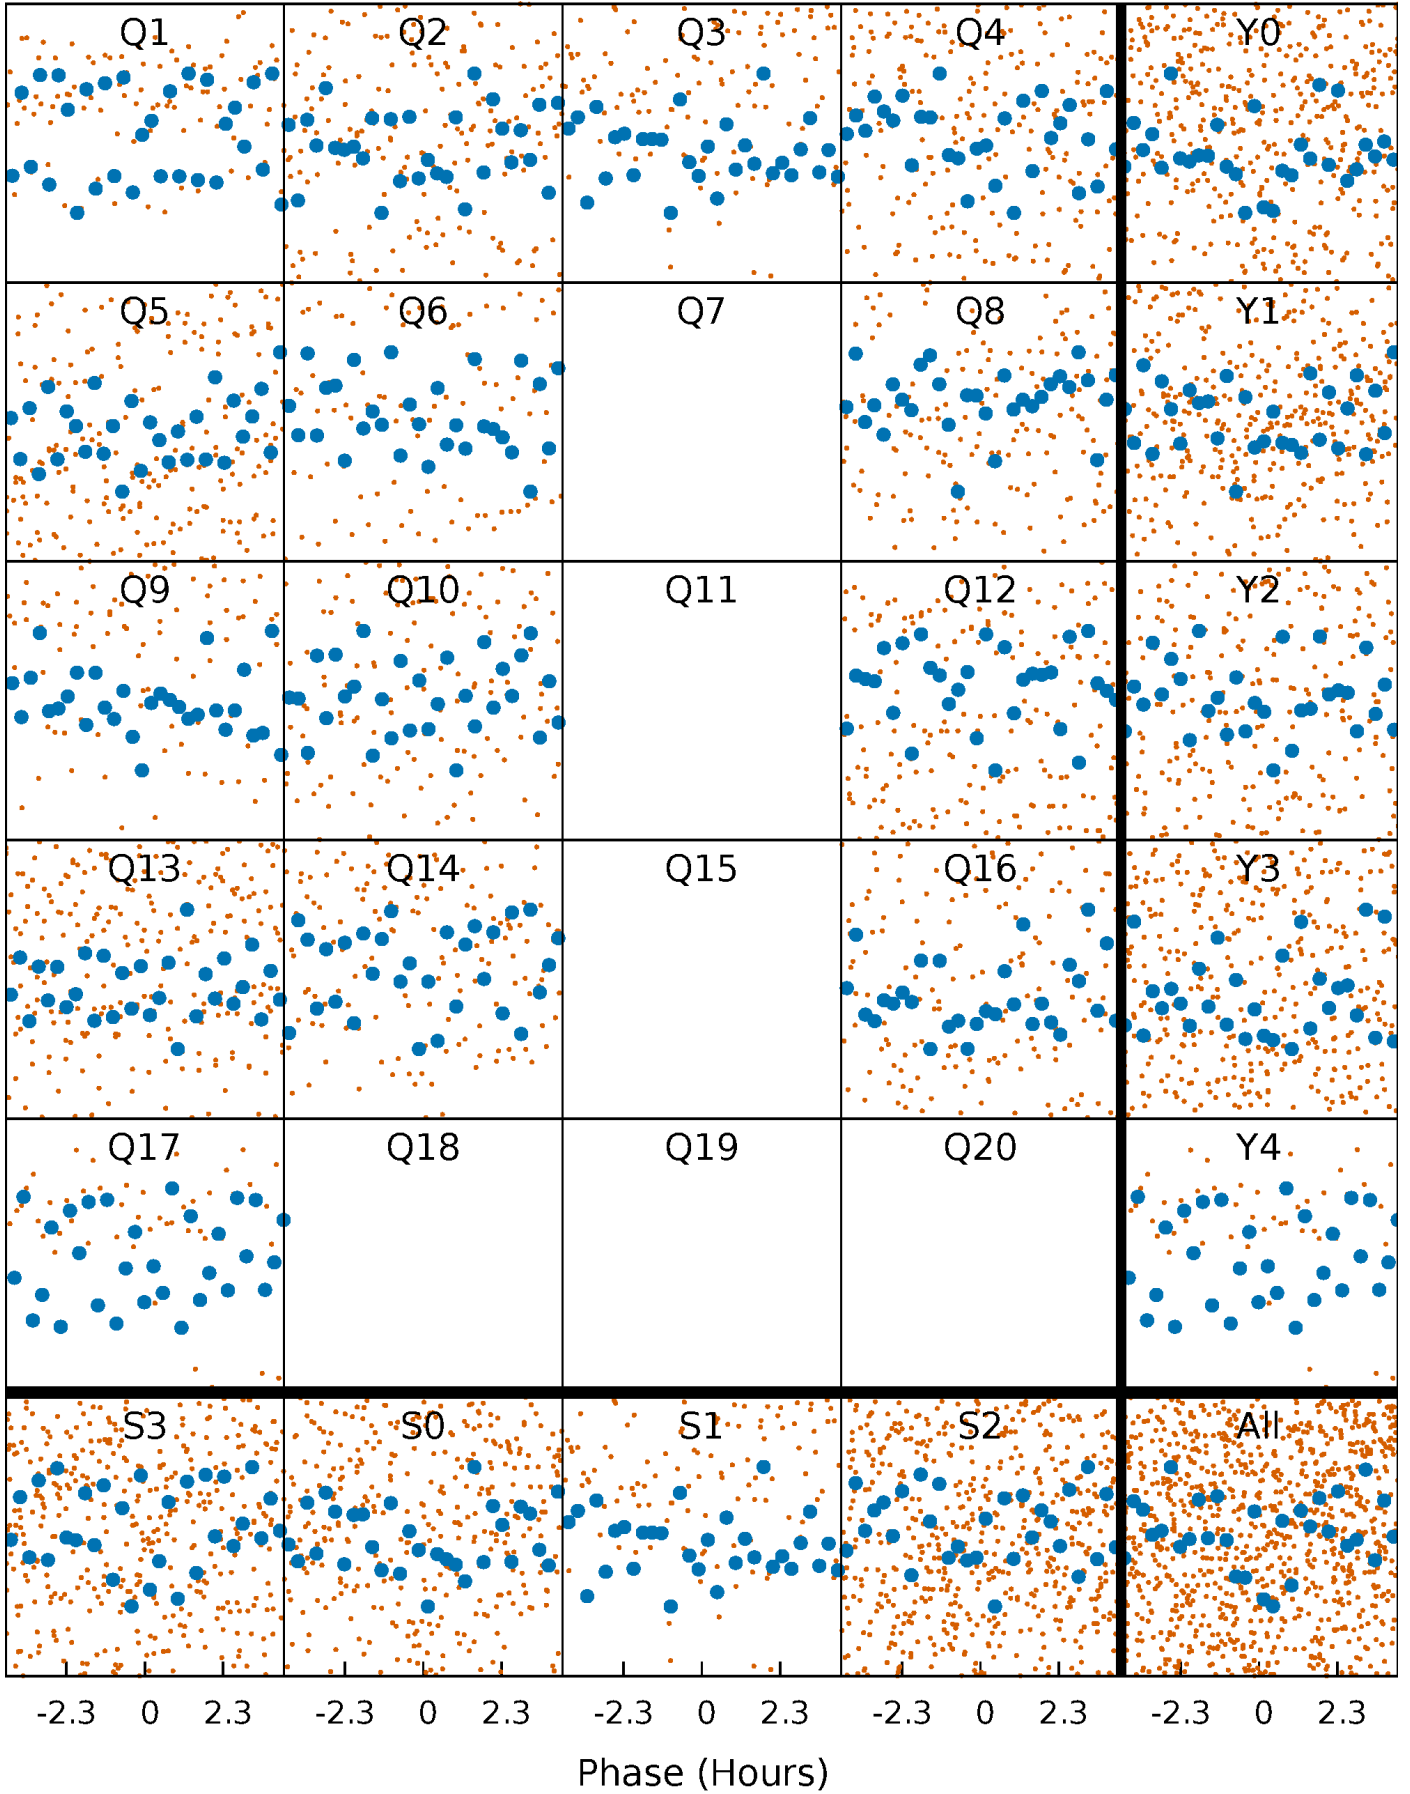 Q1 Q2 Q3 Q4 Y0
Q5 Q6 Q7 Q8 Y1
Q9 Q10 Q11 Q12 Y2
Q13 Q14 Q15 Q16 Y3
Q17 Q18 Q19 Q20 Y4
S3 S0 S1 S2 All
-2.3 0 2.3 -2.3 0 2.3 -2.3 0 2.3 -2.3 0 2.3 -2.3 0 2.3
Phase (Hours)